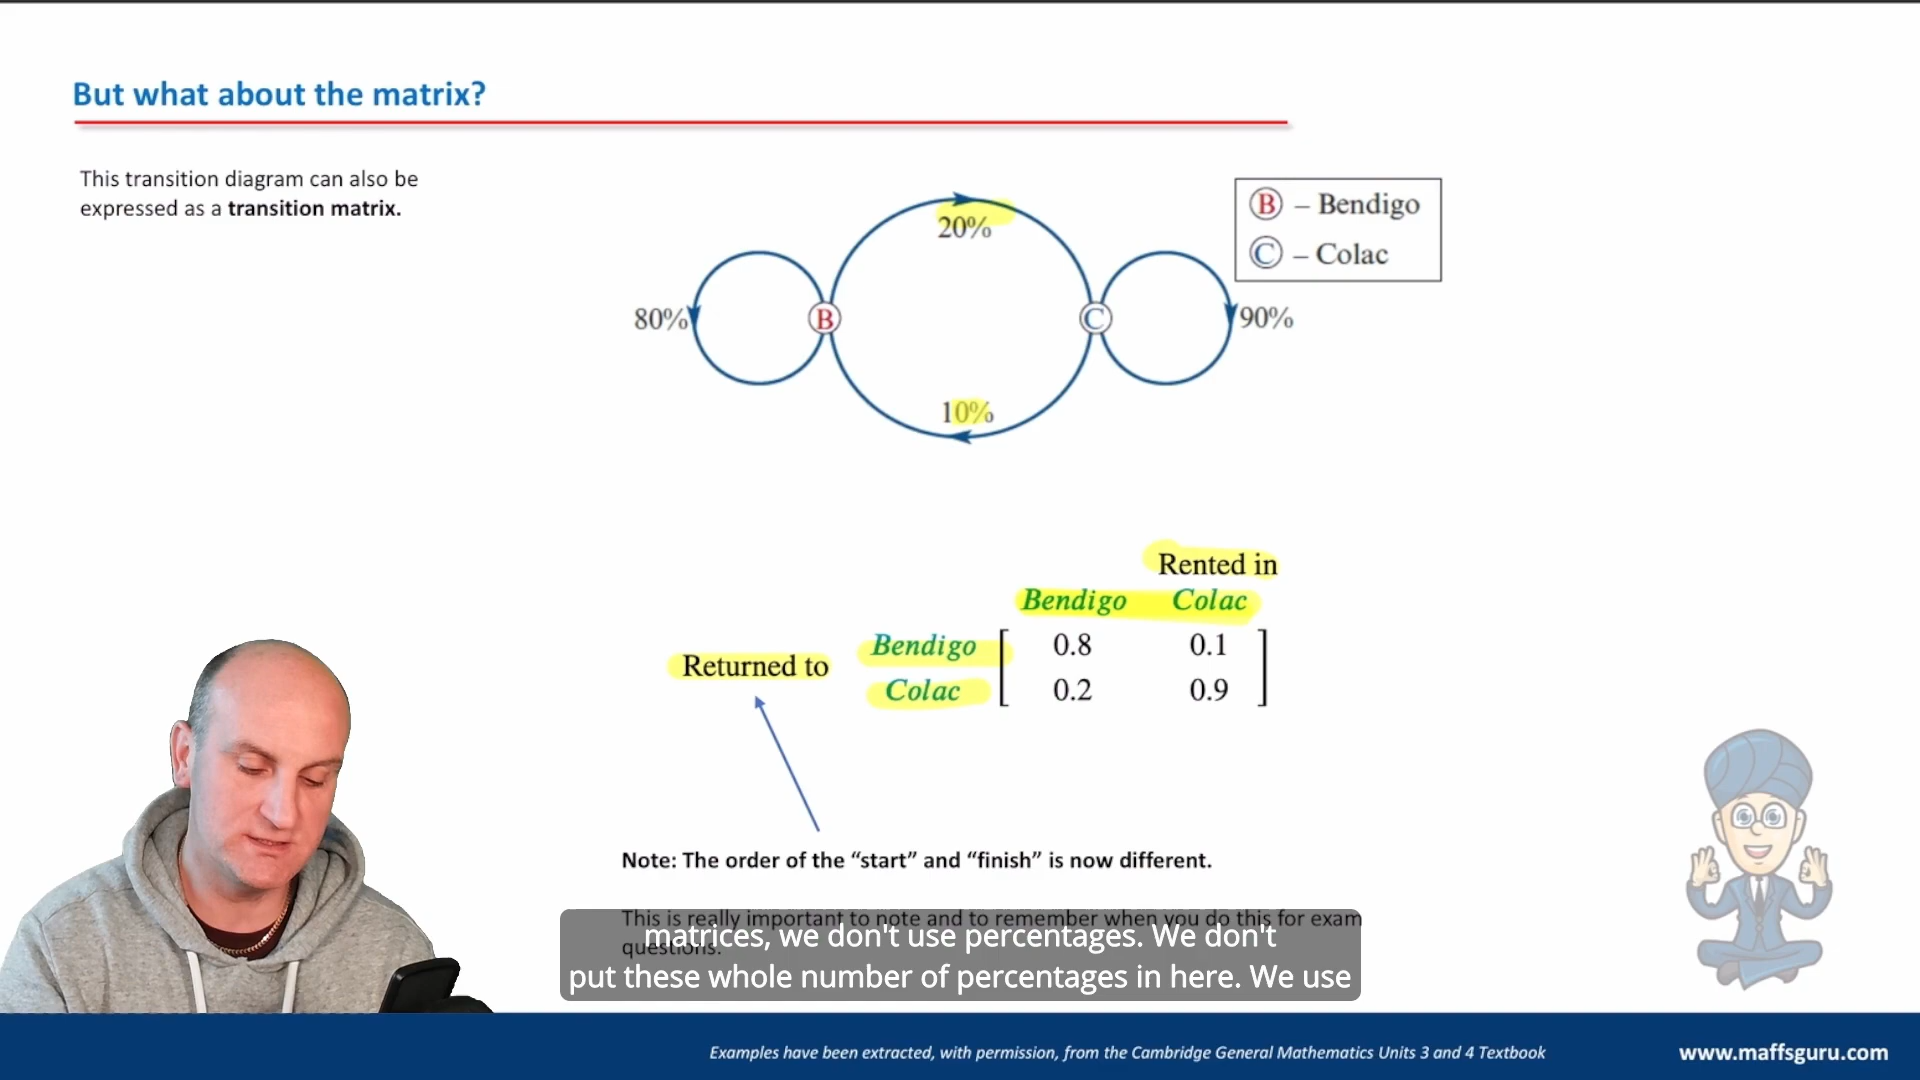 But what about the matrix?
This transition diagram can also be
expressed as a transition matrix.
20%
80%
B
C
90%
10%
B – Bendigo
C – Colac
Rented in
Bendigo Colac
Returned to
Bendigo 0.8 0.1
Colac 0.2 0.9
Note: The order of the “start” and “finish” is now different.
This is really important to note and to remember when you do this for exam
questions.
matrices, we don't use percentages. We don't
put these whole number of percentages in here. We use
Examples have been extracted, with permission, from the Cambridge General Mathematics Units 3 and 4 Textbook
www.maffsguru.com